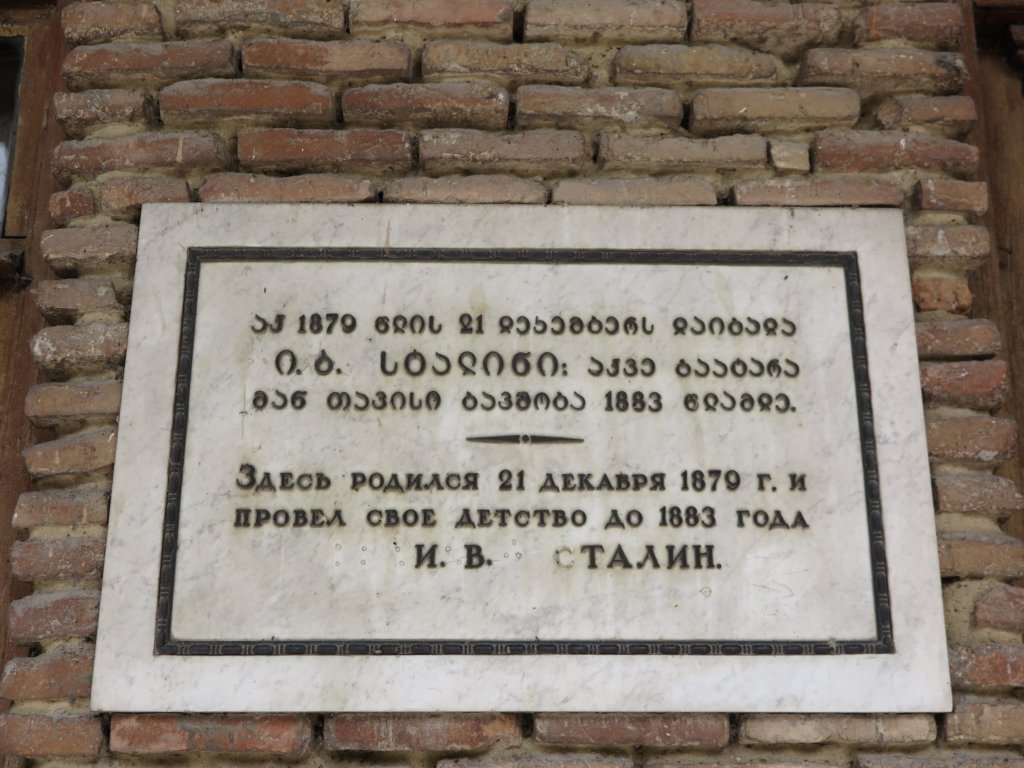 აქ 1879 წლის 21 დეკემბერს დაიბადა
ი. ბ. სტალინი: აქვე გაატარა
მან თავისი ბავშობა 1883 წლამდე.
Здесь родился 21 декабря 1879 г. и
провел свое детство до 1883 года
И. В. СТАЛИН.